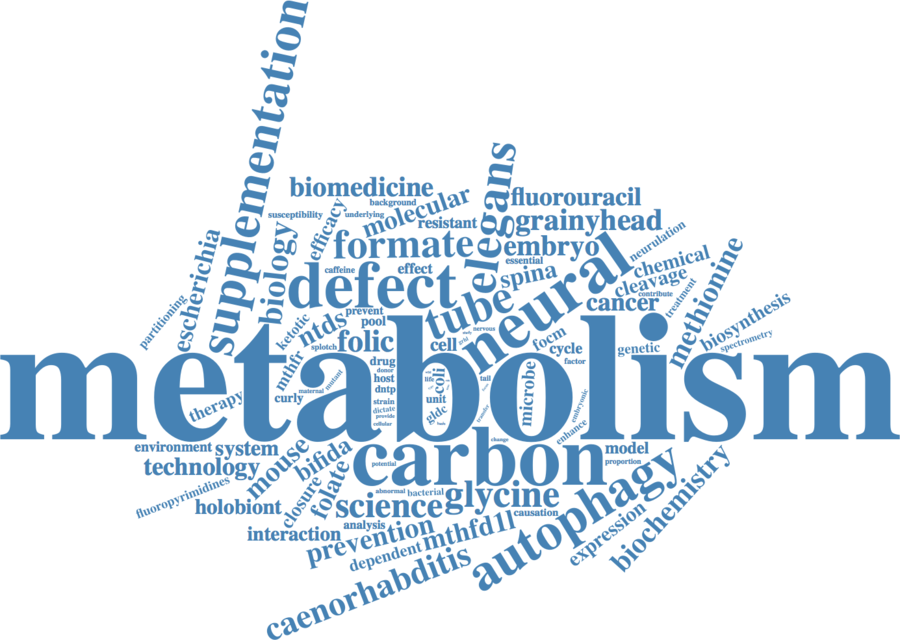 supplementation
biomedicine
background
susceptibility
underlying
efficacy
molecular
resistant
elegans
fluorouracil
grainyhead
formate
embryo
neurulation
escherichia
partitioning
biology
caffeine
effect
essential
spina
chemical
cleavage
contribute
treatment
methionine
defect
tube
neural
cancer
biosynthesis
spectrometry
ketotic
ntds
prevent
pool
splotch
folic
cell
nervous
focm
cycle
factor
genetic
metabolism
mthfr
maternal
mutant
curly
therapy
drug
donor
host
dntp
strain
dictate
provide
cellular
life
coli
unit
gldc
tail
transfer
microbe
embryonic
enhance
change
environment
system
technology
mouse
bifida
carbon
potential
model
proportion
fluoropyrimidines
holobiont
closure
folate
abnormal
bacterial
science
glycine
causation
autophagy
interaction
analysis
prevention
dependent
mthfd1l
expression
biochemistry
caenorhabditis